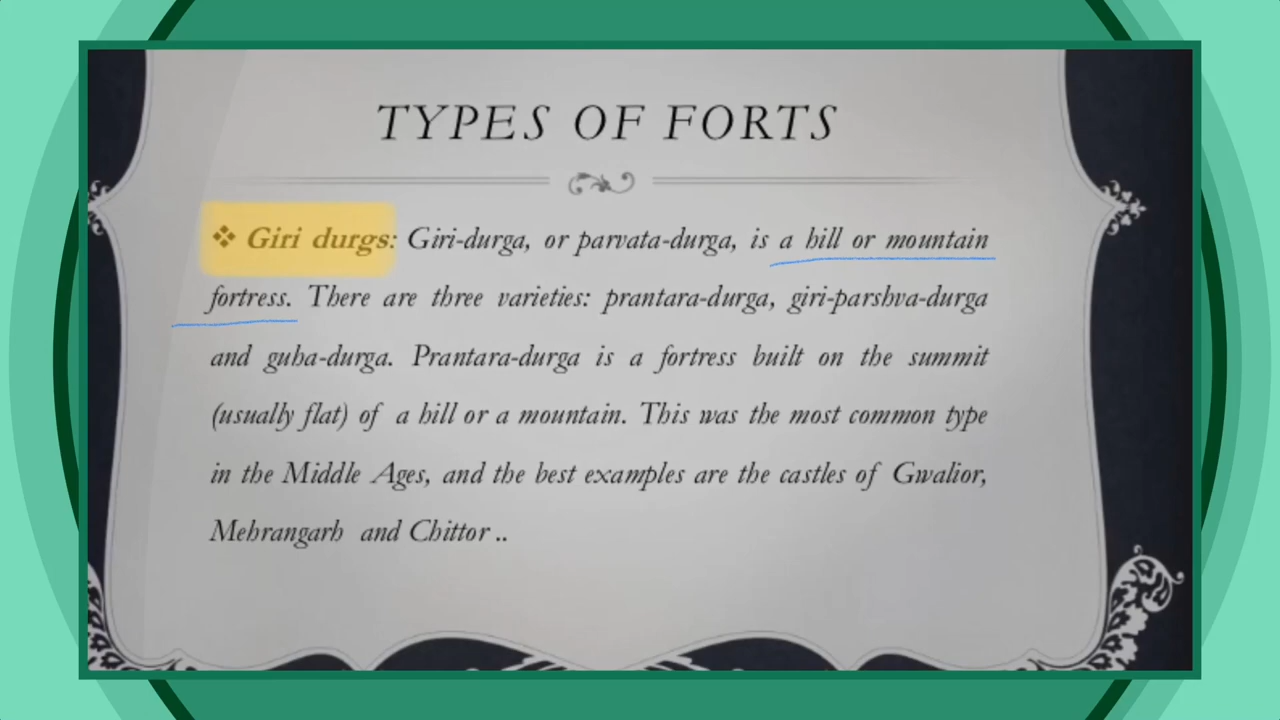 TYPES OF FORTS
❖ Giri durgs: Giri-durga, or parvata-durga, is a hill or mountain
fortress. There are three varieties: prantara-durga, giri-parshva-durga
and guha-durga. Prantara-durga is a fortress built on the summit
(usually flat) of a hill or a mountain. This was the most common type
in the Middle Ages, and the best examples are the castles of Gwalior,
Mehrangarh and Chittor ..